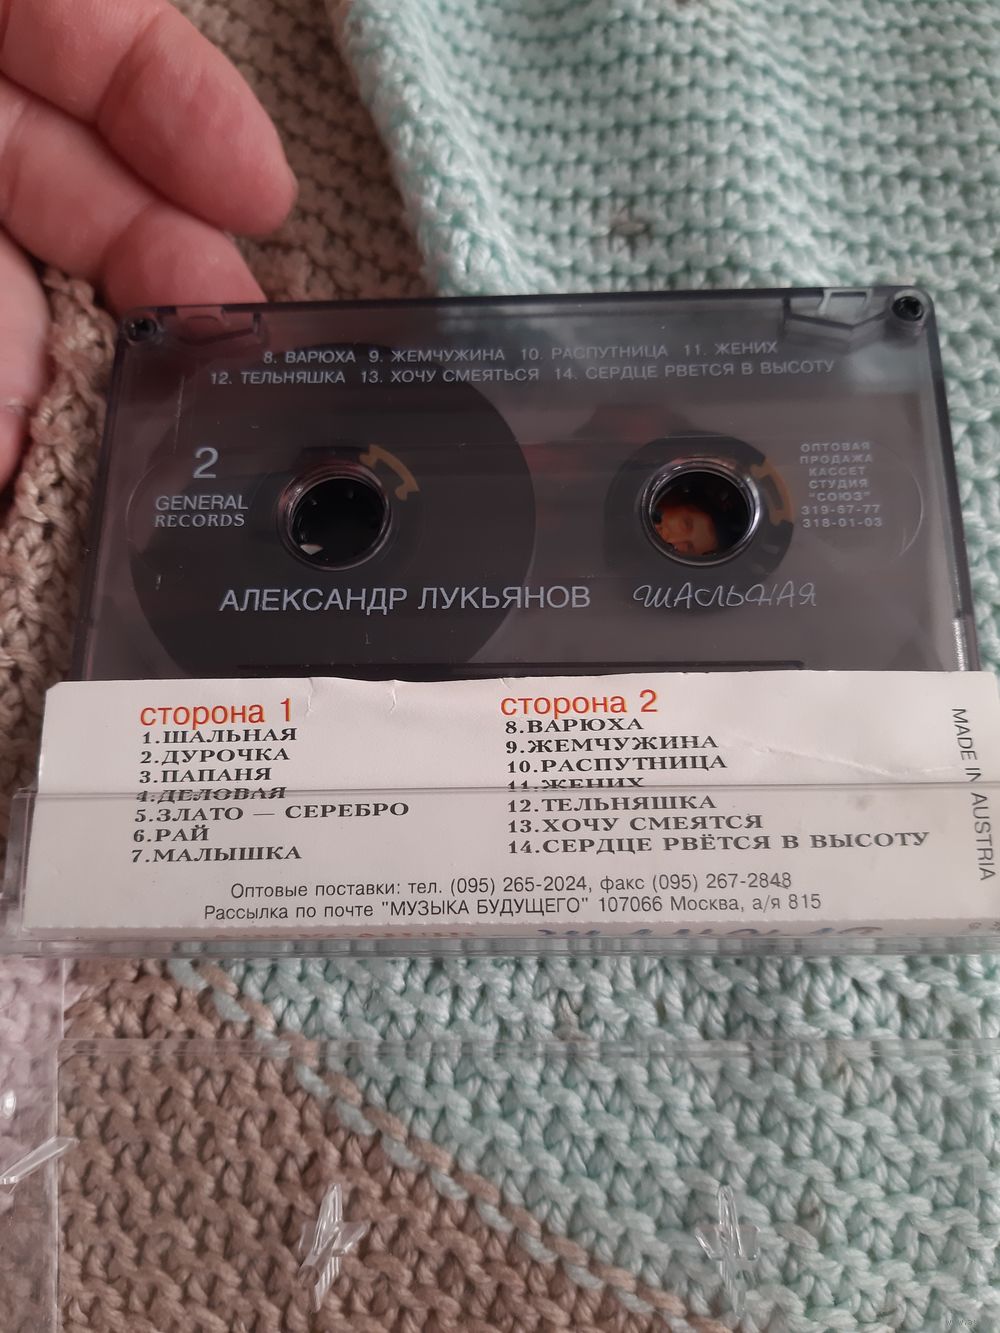 8. ВАРЮХА 9. ЖЕМЧУЖИНА 10. РАСПУТНИЦА 11. ЖЕНИХ
12. ТЕЛЬНЯШКА 13. ХОЧУ СМЕЯТЬСЯ 14. СЕРДЦЕ РВЕТСЯ В ВЫСОТУ
2
GENERAL
RECORDS
ОПТОВАЯ
ПРОДАЖА
КАССЕТ
СТУДИЯ
"СОЮЗ"
319-67-77
318-01-03
АЛЕКСАНДР ЛУКЬЯНОВ ШАЛЬНАЯ
сторона 1
1.ШАЛЬНАЯ
2.ДУРОЧКА
3.ПАПАНЯ
4.ДЕЛОВАЯ
5.ЗЛАТО — СЕРЕБРО
6.РАЙ
7.МАЛЫШКА
сторона 2
8.ВАРЮХА
9.ЖЕМЧУЖИНА
10.РАСПУТНИЦА
11.ЖЕНИХ
12.ТЕЛЬНЯШКА
13.ХОЧУ СМЕЯТСЯ
14.СЕРДЦЕ РВЁТСЯ В ВЫСОТУ
MADE IN AUSTRIA
Оптовые поставки: тел. (095) 265-2024, факс (095) 267-2848
Рассылка по почте "МУЗЫКА БУДУЩЕГО" 107066 Москва, а/я 815